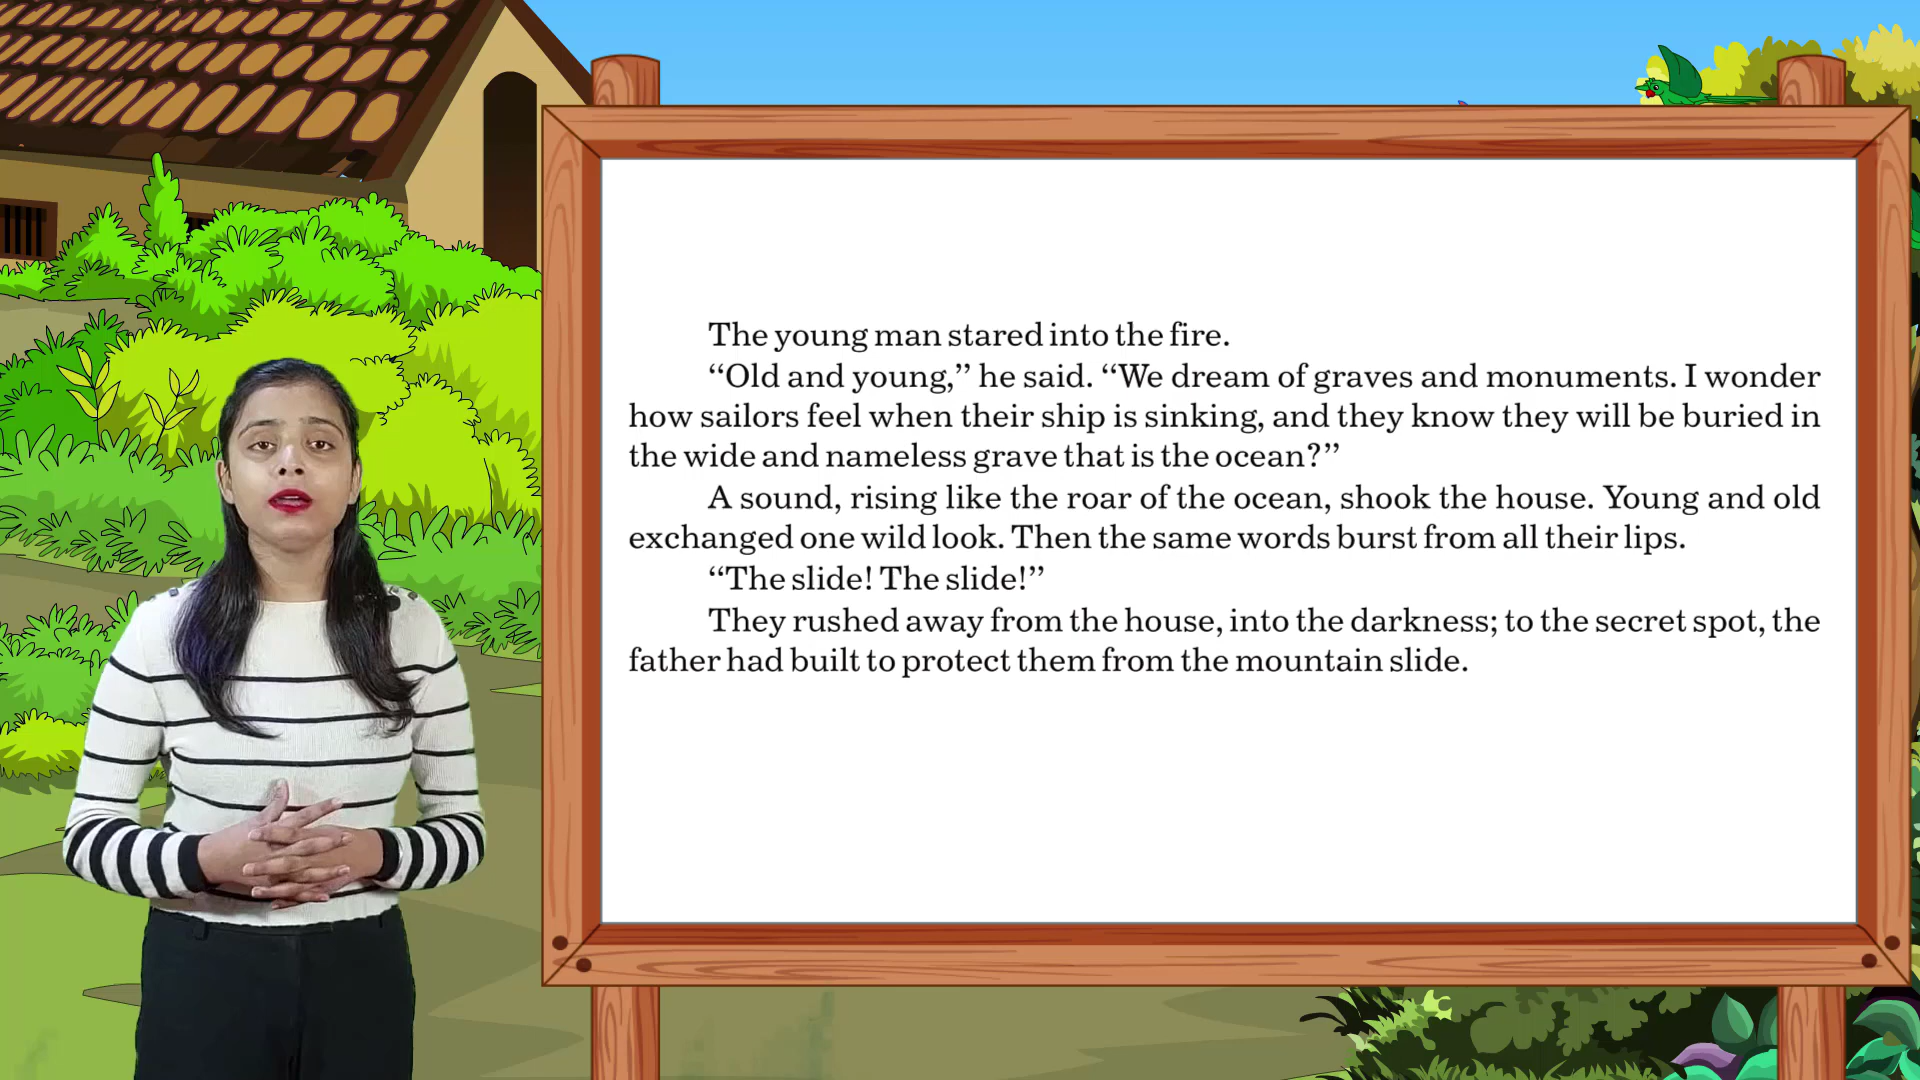 The young man stared into the fire.
“Old and young,” he said. “We dream of graves and monuments. I wonder
how sailors feel when their ship is sinking, and they know they will be buried in
the wide and nameless grave that is the ocean?”
A sound, rising like the roar of the ocean, shook the house. Young and old
exchanged one wild look. Then the same words burst from all their lips.
“The slide! The slide!”
They rushed away from the house, into the darkness; to the secret spot, the
father had built to protect them from the mountain slide.